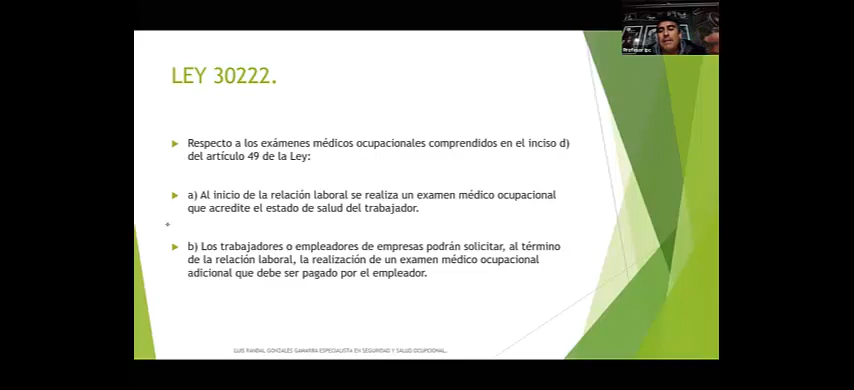 Profesor ipc
LEY 30222.
Respecto a los exámenes médicos ocupacionales comprendidos en el inciso d)
del artículo 49 de la Ley:
a) Al inicio de la relación laboral se realiza un examen médico ocupacional
que acredite el estado de salud del trabajador.
b) Los trabajadores o empleadores de empresas podrán solicitar, al término
de la relación laboral, la realización de un examen médico ocupacional
adicional que debe ser pagado por el empleador.
LUIS GONZALES GAMARRA ESPECIALISTA EN SEGURIDAD Y SALUD OCUPACIONAL.